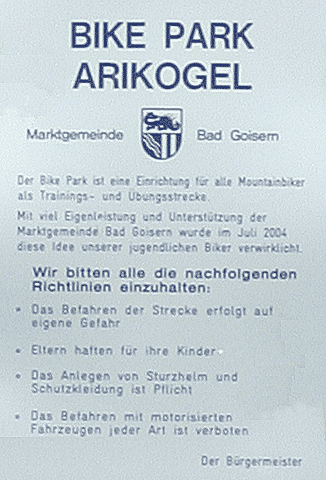 BIKE PARK
ARIKOGEL
Marktgemeinde Bad Goisern
Der Bike Park ist eine Einrichtung für alle Mountainbiker
als Trainings- und Übungsstrecke.
Mit viel Eigenleistung und Unterstützung der
Marktgemeinde Bad Goisern wurde im Juli 2004
diese Idee unserer jugendlichen Biker verwirklicht.
Wir bitten alle die nachfolgenden
Richtlinien einzuhalten:
• Das Befahren der Strecke erfolgt auf
eigene Gefahr
• Eltern haften für ihre Kinder
• Das Anlegen von Sturzhelm und
Schutzkleidung ist Pflicht
• Das Befahren mit motorisierten
Fahrzeugen jeder Art ist verboten
Der Bürgermeister